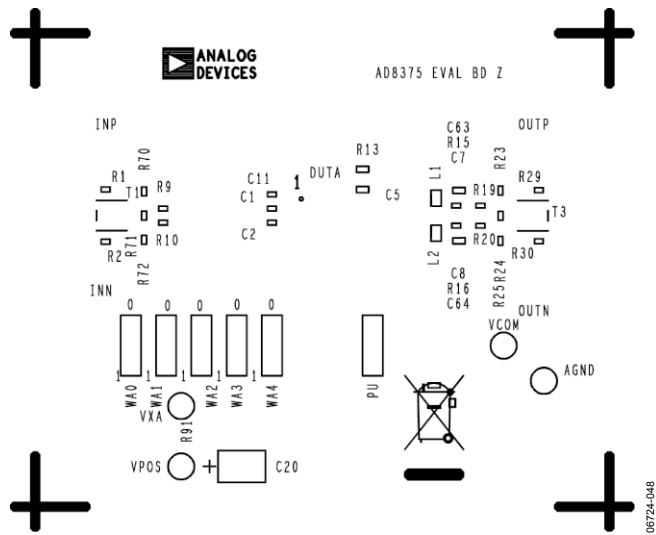 ANALOG
DEVICES
AD8375 EVAL BD Z
INP
C63
OUTP
R15
R70
R13
C7
R23
R1
T1
R9
C11
1
DUTA
L1
R29
C1
C5
R19
T3
C2
R2
R71
R10
L2
R20
R30
R72
C8
R24
INN
R16
R25
C64
OUTN
0 0 0 0 0
VCOM
1 1 1 1 1
AGND
WA0
WA1
WA2
WA3
WA4
PU
VXA
R91
VPOS
+
C20
06724-048